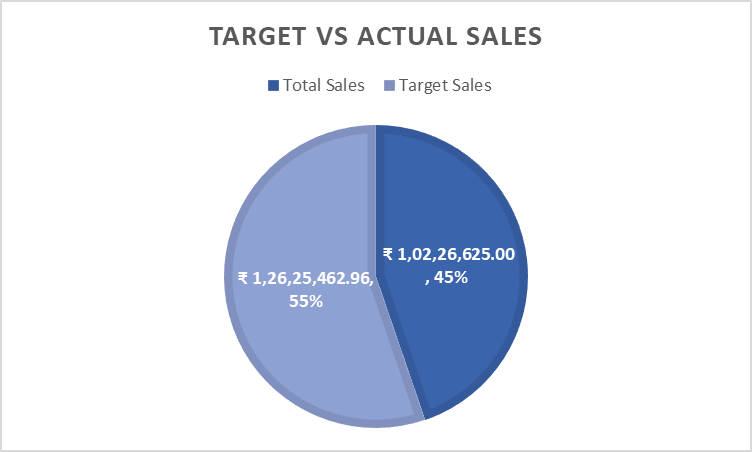 TARGET VS ACTUAL SALES
Total Sales
Target Sales
₹ 1,02,26,625.00
, 45%
₹ 1,26,25,462.96,
55%